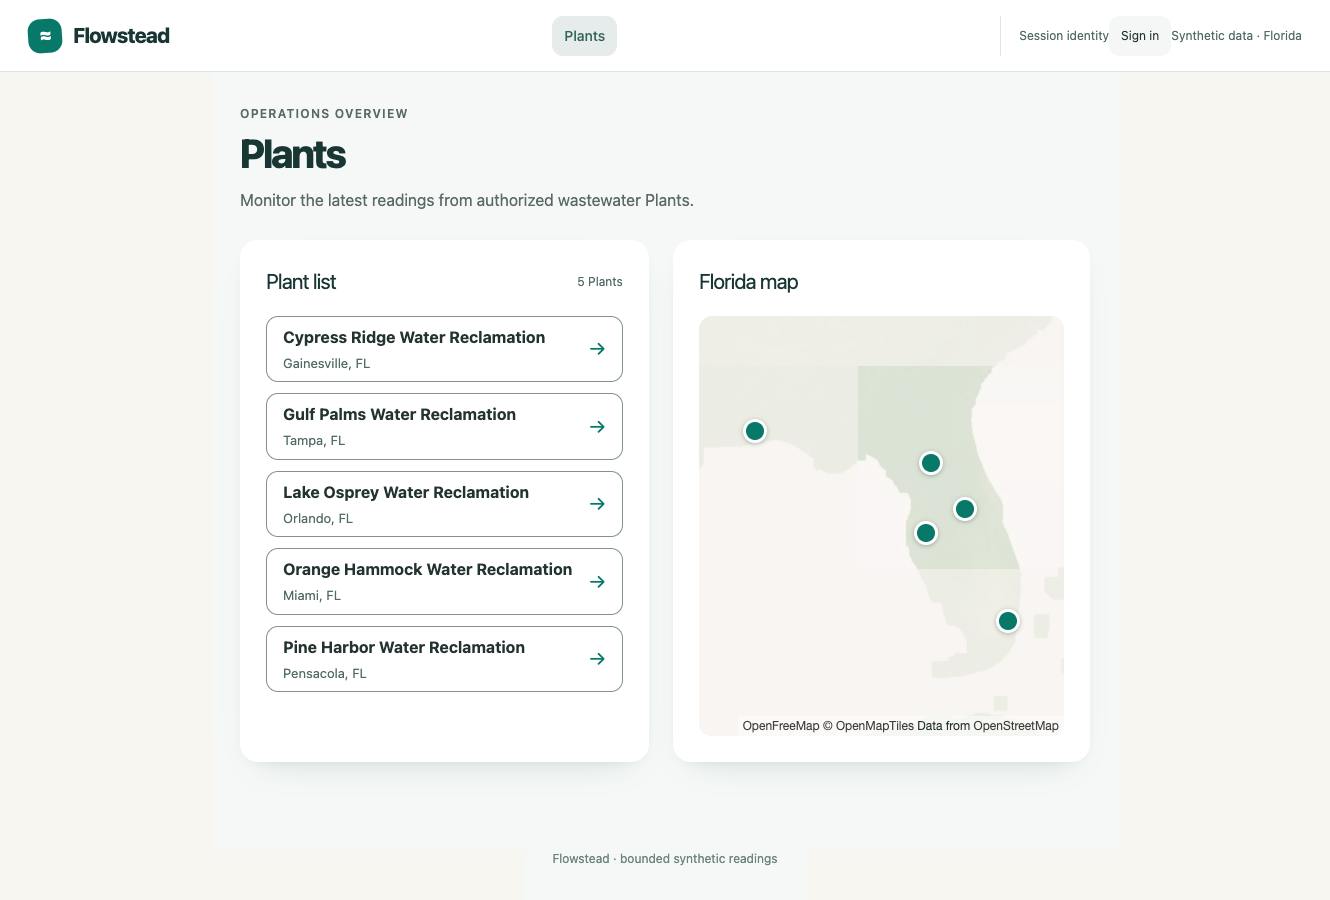 Flowstead
Plants
Session identity
Sign in
Synthetic data · Florida
OPERATIONS OVERVIEW
Plants
Monitor the latest readings from authorized wastewater Plants.
Plant list
5 Plants
Cypress Ridge Water Reclamation
Gainesville, FL
Gulf Palms Water Reclamation
Tampa, FL
Lake Osprey Water Reclamation
Orlando, FL
Orange Hammock Water Reclamation
Miami, FL
Pine Harbor Water Reclamation
Pensacola, FL
Florida map
OpenFreeMap © OpenMapTiles Data from OpenStreetMap
Flowstead · bounded synthetic readings